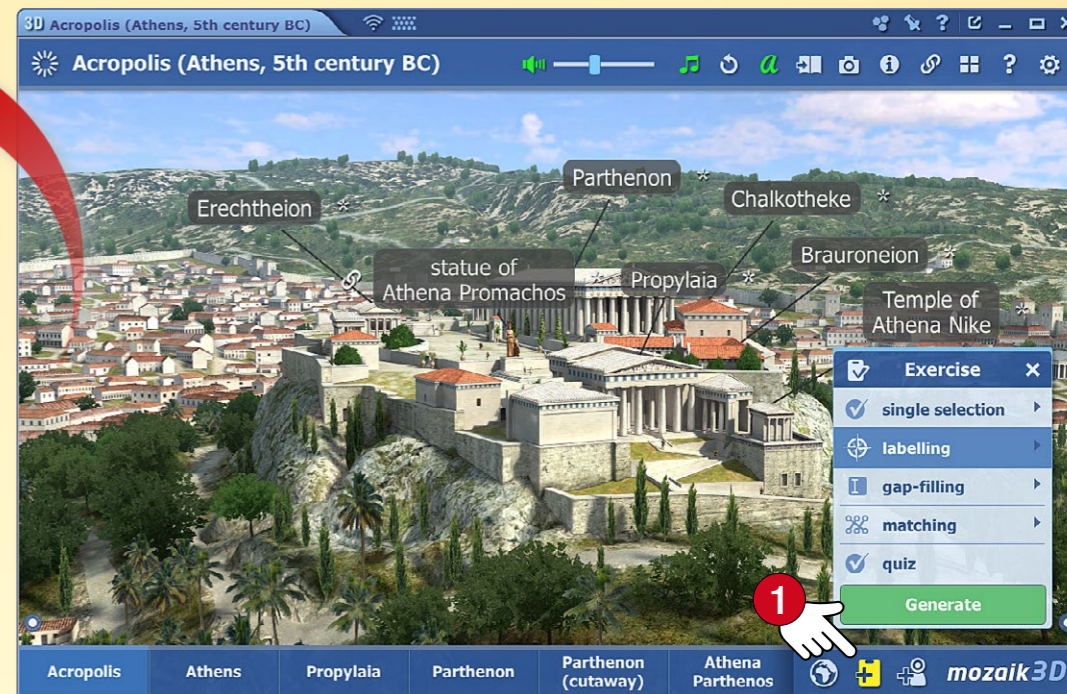 3D Acropolis (Athens, 5th century BC)
Acropolis (Athens, 5th century BC)
Parthenon
Chalkotheke
Erechtheion
Brauroneion
statue of
Athena Promachos
Propylaia
Temple of
Athena Nike
Exercise
single selection
labelling
gap-filling
matching
quiz
Generate
1
Acropolis
Athens
Propylaia
Parthenon
Parthenon
(cutaway)
Athena
Parthenos
mozaik3D